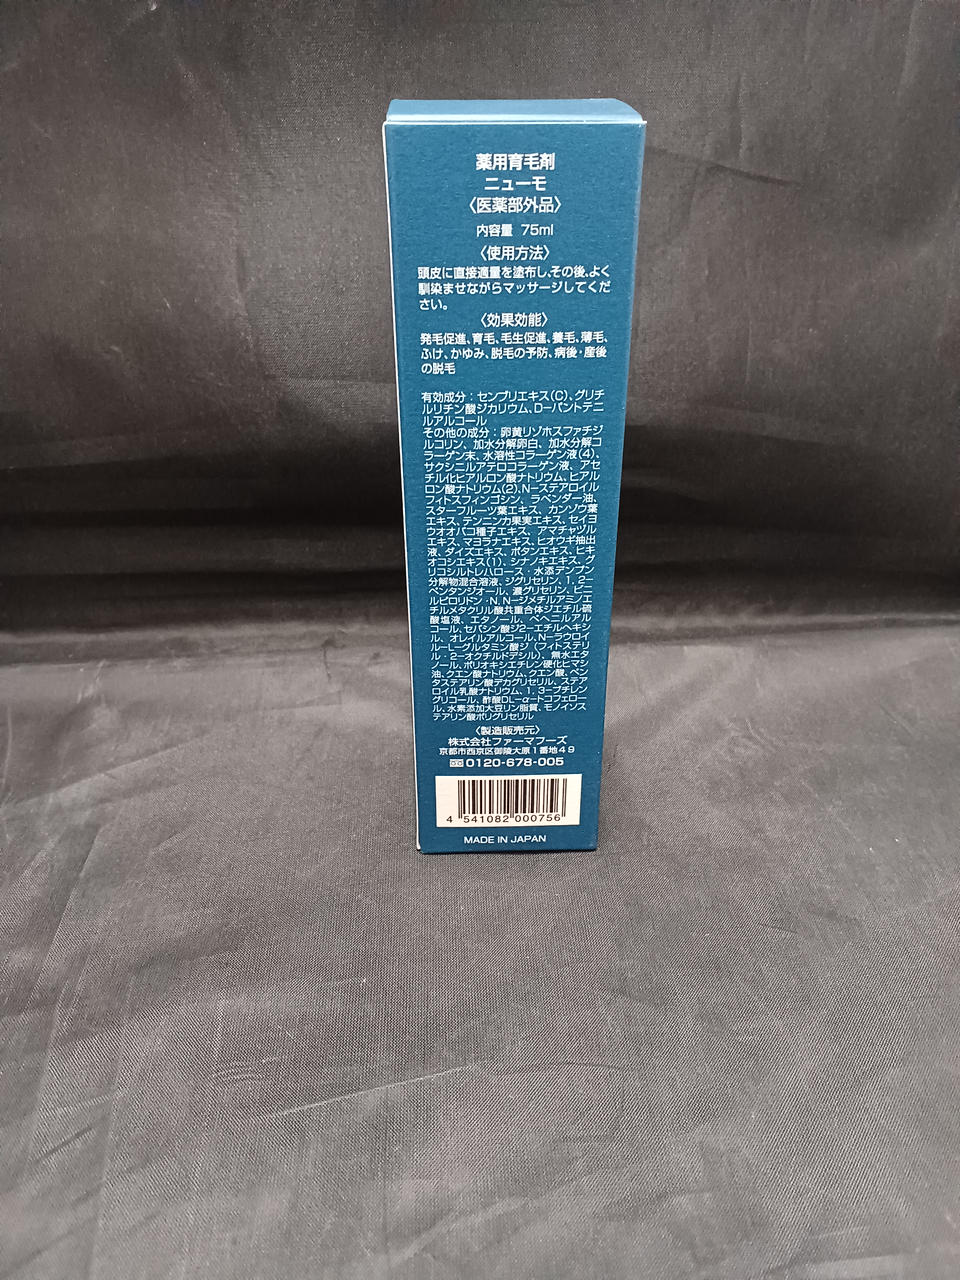 薬用育毛剤
ニューモ
〈医薬部外品〉
内容量 75ml
〈使用方法〉
頭皮に直接適量を塗布し、その後、よく
馴染ませながらマッサージしてくだ
さい。
〈効果効能〉
発毛促進、育毛、毛生促進、養毛、薄毛、
ふけ、かゆみ、脱毛の予防、病後・産後
の脱毛
有効成分：センブリエキス(C)、グリチ
ルリチン酸ジカリウム、D-パントテニ
ルアルコール
その他の成分：卵黄リゾホスファチジ
ルコリン、加水分解卵白、加水分解コ
ラーゲン末、水溶性コラーゲン液(4)、
サクシニルアテロコラーゲン液、アセ
チル化ヒアルロン酸ナトリウム、ヒアル
ロン酸ナトリウム(2)、N-ステアロイル
フィトスフィンゴシン、ラベンダー油、
スターフルーツ葉エキス、カンゾウ葉
エキス、テンニンカ果実エキス、セイヨ
ウオオバコ種子エキス、アマチャヅル
エキス、マヨラナエキス、ヒオウギ抽出
液、ダイズエキス、ボタンエキス、ヒキ
オコシエキス(1)、シナノキエキス、グ
リコシルトレハロース・水添デンプン
分解物混合溶液、ジグリセリン、1，2-
ペンタンジオール、濃グリセリン、ビニ
ルピロリドン・N,N-ジメチルアミノエ
チルメタクリル酸共重合体ジエチル硫
酸塩液、エタノール、ベヘニルアル
コール、セバシン酸ジ2-エチルヘキシ
ル、オレイルアルコール、N-ラウロイ
ル-L-グルタミン酸ジ（フィトステリ
ル・2-オクチルドデシル）、無水エタ
ノール、ポリオキシエチレン硬化ヒマシ
油、クエン酸ナトリウム、クエン酸、ペン
タステアリン酸デカグリセリル、ステア
ロイル乳酸ナトリウム、1，3-ブチレン
グリコール、酢酸DL-α-トコフェロー
ル、水素添加大豆リン脂質、モノイソス
テアリン酸ポリグリセリル
〈製造販売元〉
株式会社ファーマフーズ
京都市西京区御陵大原1番地49
0120-678-005
4 541082 000756
MADE IN JAPAN